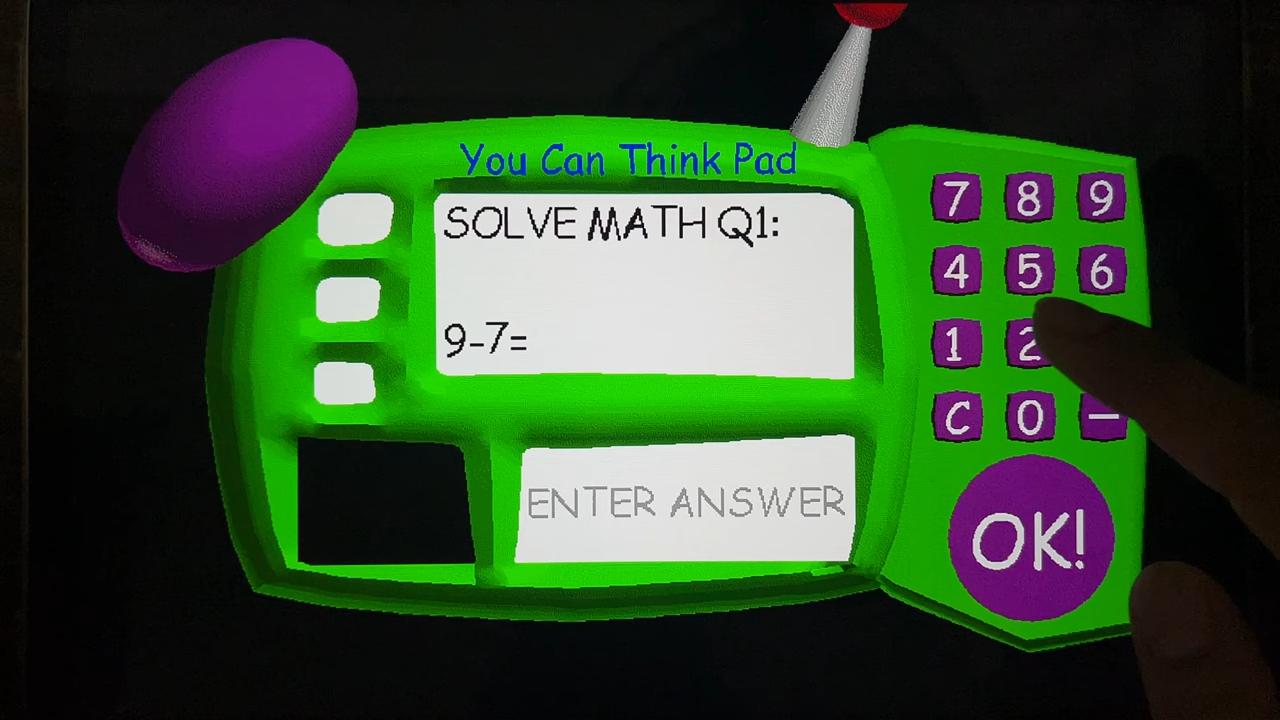 You Can Think Pad
SOLVE MATH Q1:
9-7=
ENTER ANSWER
7 8 9
4 5 6
1 2
C 0 -
OK!